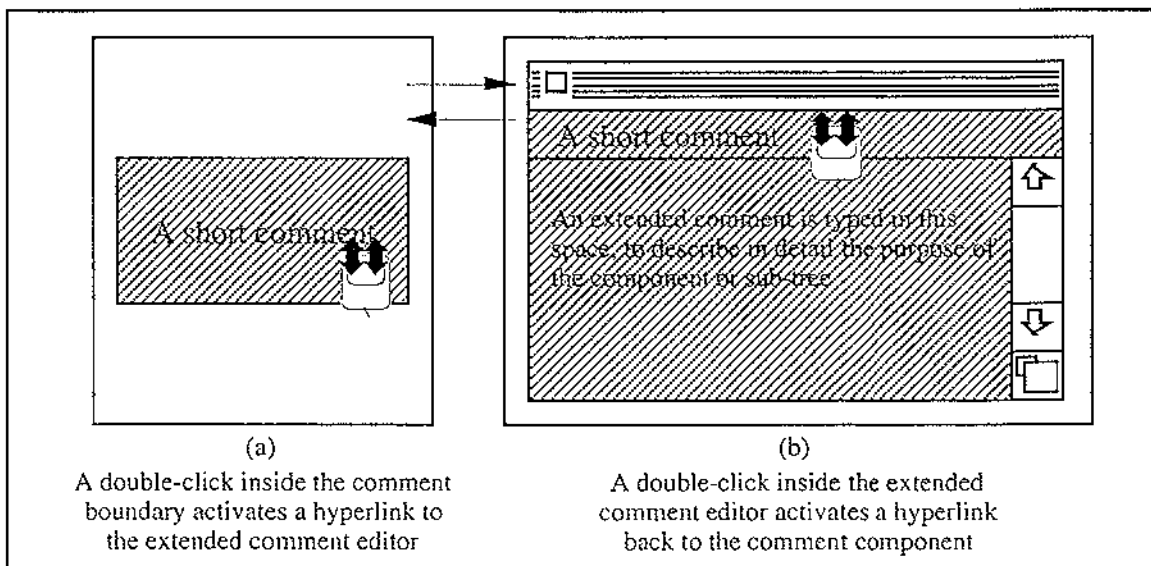 A short comment
A short comment
An extended comment is typed in this
space, to describe in detail the purpose of
the component or sub-tree
(a)
A double-click inside the comment
boundary activates a hyperlink to
the extended comment editor
(b)
A double-click inside the extended
comment editor activates a hyperlink
back to the comment component